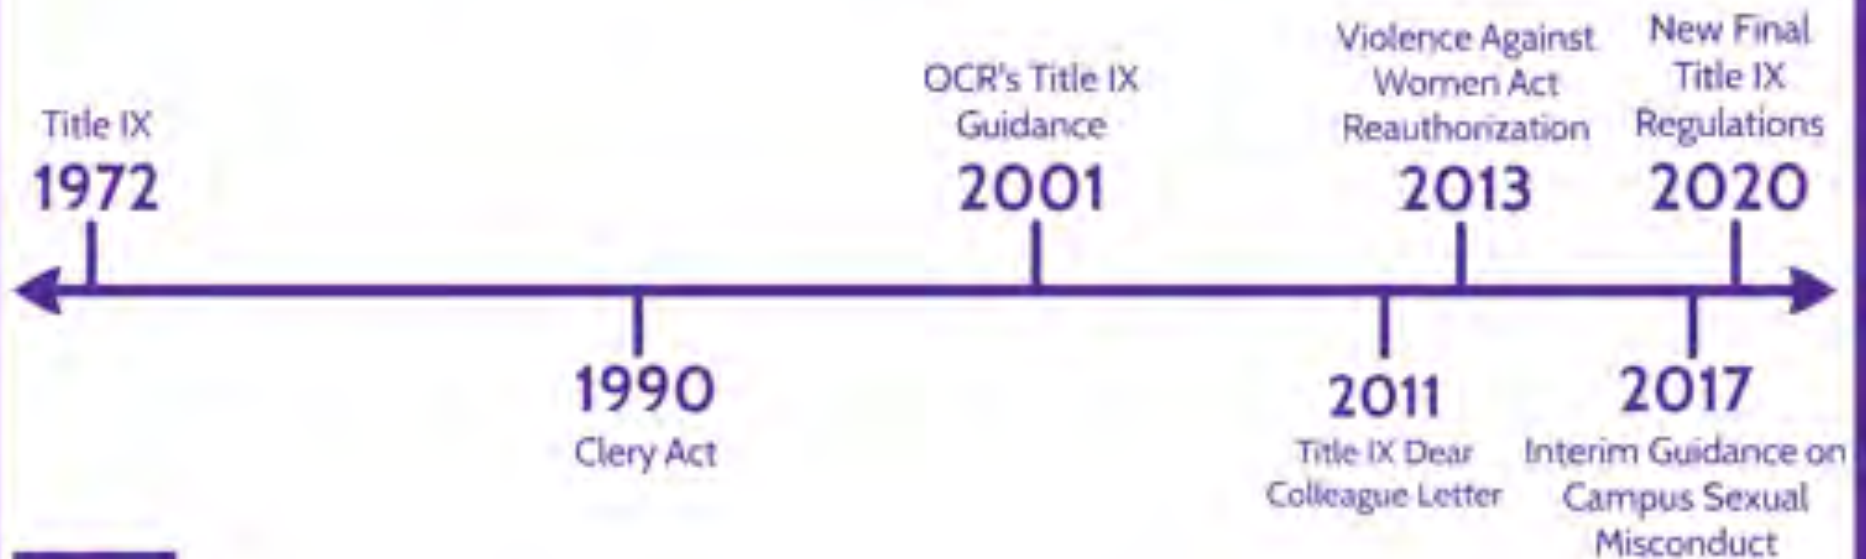 Title IX
1972
1990
Clery Act
OCR's Title IX
Guidance
2001
2011
Title IX Dear
Colleague Letter
Violence Against
Women Act
Reauthorization
2013
2017
Interim Guidance on
Campus Sexual
Misconduct
New Final
Title IX
Regulations
2020